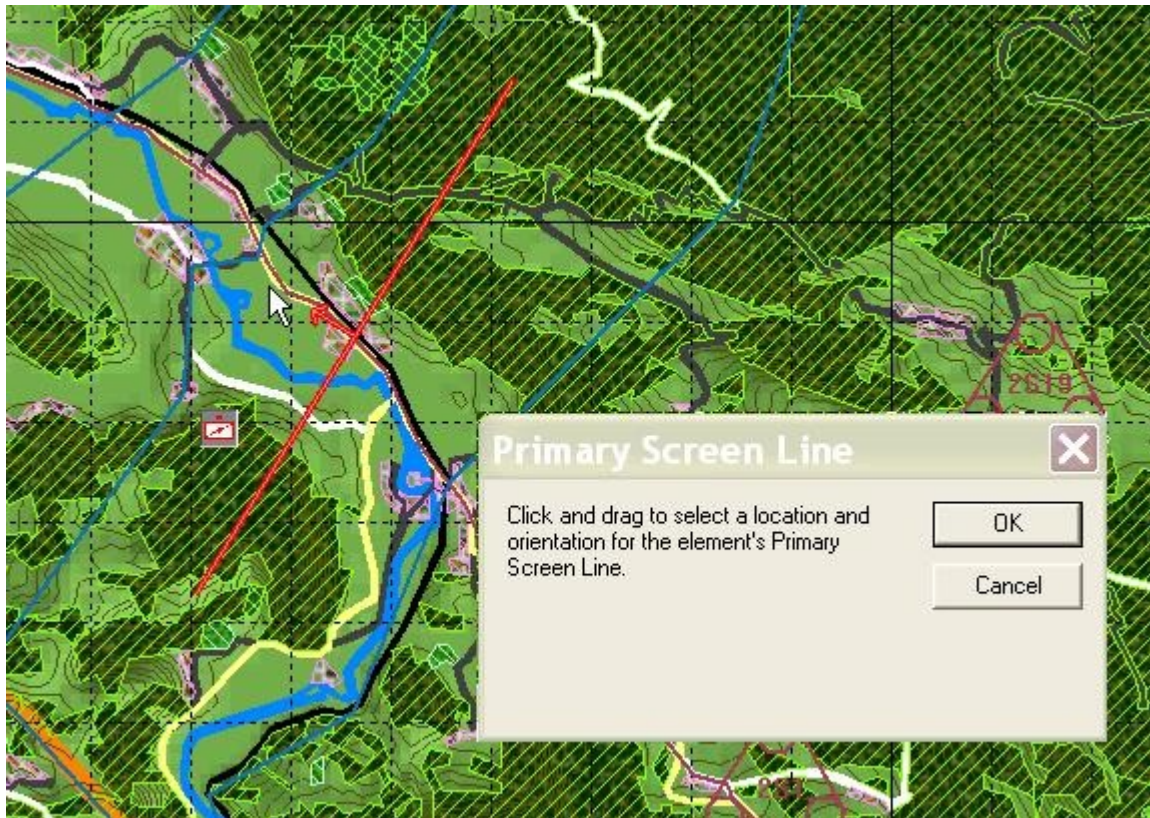 2519
Primary Screen Line
Click and drag to select a location and
orientation for the element's Primary
Screen Line.
OK
Cancel